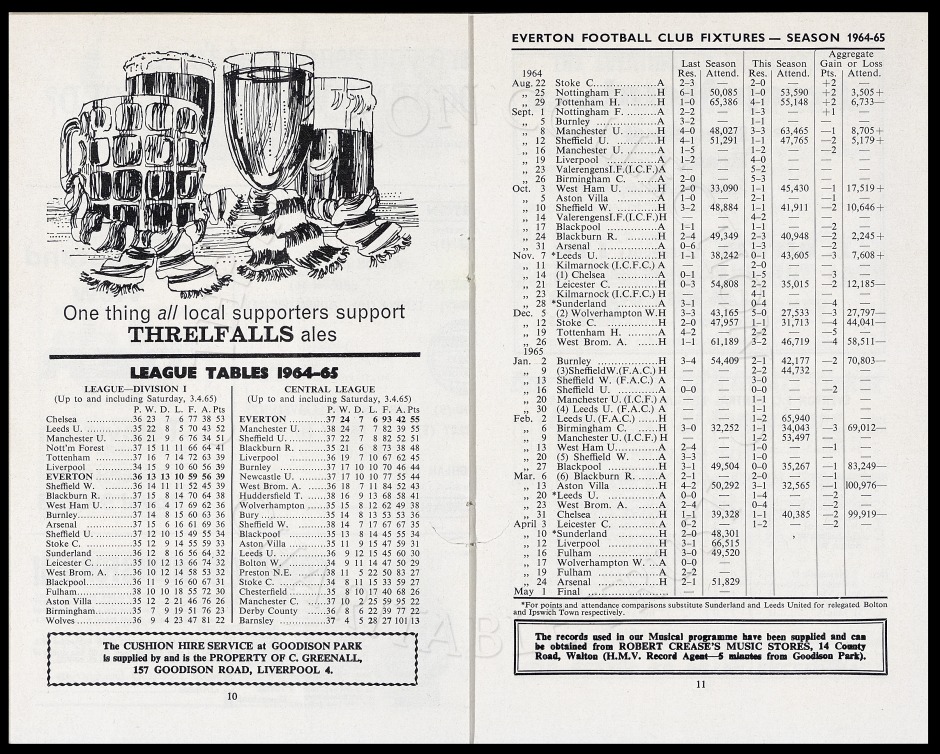 One thing all local supporters support
THRELFALLS ales
LEAGUE TABLES 1964-65
LEAGUE—DIVISION I
(Up to and including Saturday, 3.4.65)
P. W. D. L. F. A. Pts
Chelsea ..........36 23 7 6 77 38 53
Leeds U. .........35 22 8 5 70 43 52
Manchester U. ....36 21 9 6 76 34 51
Nott'm Forest ....37 15 11 11 66 64 41
Tottenham ........37 16 7 14 72 63 39
Liverpool ........34 15 9 10 60 56 39
EVERTON ..........36 13 13 10 59 56 39
Sheffield W. .....36 14 11 11 52 45 39
Blackburn R. .....37 15 8 14 70 64 38
West Ham U. ......37 16 4 17 69 62 36
Burnley...........37 14 8 15 60 63 36
Arsenal ..........37 15 6 16 61 69 36
Sheffield U. .....37 12 10 15 49 55 34
Stoke C. .........35 12 9 14 55 59 33
Sunderland .......36 12 8 16 56 64 32
Leicester C. .....35 10 12 13 66 74 32
West Brom. A. ....36 10 12 14 58 53 32
Blackpool.........36 11 9 16 60 67 31
Fulham............38 10 10 18 55 72 30
Aston Villa ......35 12 2 21 46 76 26
Birmingham........35 7 9 19 51 76 23
Wolves ...........36 9 4 23 47 81 22
CENTRAL LEAGUE
(Up to and including Saturday, 3.4.65)
P. W. D. L. F. A. Pts
EVERTON ..........37 24 7 6 93 42 55
Manchester U. ....38 24 7 7 82 39 55
Sheffield U. .....37 22 7 8 82 52 51
Blackburn R. .....35 21 6 8 73 38 48
Liverpool ........36 19 7 10 67 62 45
Burnley ..........37 17 10 10 70 46 44
Newcastle U. .....37 17 10 10 75 55 44
West Brom. A. ....36 18 7 11 84 52 43
Huddersfield T. ..38 16 9 13 68 58 41
Wolverhampton ....35 15 8 12 62 49 38
Bury .............35 14 8 13 53 53 36
Sheffield W. .....38 14 7 17 67 67 35
Blackpool ........35 13 8 14 45 55 34
Aston Villa ......35 11 9 15 47 59 31
Leeds U. .........36 9 12 15 45 60 30
Bolton W. ........34 9 11 14 47 50 29
Preston N.E. .....38 11 5 22 50 83 27
Stoke C. .........34 8 11 15 33 59 27
Chesterfield .....35 8 10 17 40 68 26
Manchester C. ....37 10 2 25 59 95 22
Derby County .....36 8 6 22 39 77 22
Barnsley .........37 4 5 28 27 101 13
The CUSHION HIRE SERVICE at GOODISON PARK
is supplied by and is the PROPERTY OF C. GREENALL,
157 GOODISON ROAD, LIVERPOOL 4.
10
EVERTON FOOTBALL CLUB FIXTURES — SEASON 1964-65
Last Season This Season Aggregate Gain or Loss
Res. Attend. Res. Attend. Pts. Attend.
1964
Aug. 22 Stoke C. A 2–3 — 2–0 — +2 —
„ 25 Nottingham F. H 6–1 50,085 1–0 53,590 +2 3,505+
„ 29 Tottenham H. H 1–0 65,386 4–1 55,148 +2 6,733—
Sept. 1 Nottingham F. A 2–2 — 1–3 — +1 —
„ 5 Burnley A 3–2 — 1–1 — — —
„ 8 Manchester U. H 4–0 48,027 3–3 63,465 —1 8,705+
„ 12 Sheffield U. H 4–1 51,291 1–1 47,765 —2 5,179+
„ 16 Manchester U. A 1–5 — 1–2 — —2 —
„ 19 Liverpool A 1–2 — 4–0 — — —
„ 23 ValerengensI.F.(I.C.F.)A — — 5–2 — — —
„ 26 Birmingham C. A 2–0 — 5–3 — — —
Oct. 3 West Ham U. H 2–0 33,090 1–1 45,430 —1 17,519+
„ 5 Aston Villa A 1–0 — 2–1 — —1 —
„ 10 Sheffield W. H 3–2 48,884 1–1 41,911 —2 10,646+
„ 14 ValerengensI.F.(I.C.F.)H — — 4–2 — — —
„ 17 Blackpool A 1–1 — 1–1 — —2 —
„ 24 Blackburn R. H 2–4 49,349 2–3 40,948 —2 2,245+
„ 31 Arsenal A 0–6 — 1–3 — —2 —
Nov. 7 *Leeds U. H 1–1 38,242 0–1 43,605 —3 7,608+
„ 11 Kilmarnock (I.C.F.C.) A — — 2–0 — — —
„ 14 (1) Chelsea A 0–1 — 1–5 — —3 —
„ 21 Leicester C. H 0–3 54,808 2–2 35,015 —2 12,185—
„ 23 Kilmarnock (I.C.F.C.) H — — 4–1 — — —
„ 28 *Sunderland A 3–1 — 0–4 — —4 —
Dec. 5 (2) Wolverhampton W.H 3–3 43,165 5–0 27,533 —3 27,797—
„ 12 Stoke C. H 2–0 47,957 1–1 31,713 —4 44,041—
„ 19 Tottenham H. A 4–2 — 2–2 — —5 —
„ 26 West Brom. A. H 1–1 61,189 3–2 46,719 —4 58,511—
1965
Jan. 2 Burnley H 3–4 54,409 2–1 42,177 —2 70,803—
„ 9 (3)SheffieldW.(F.A.C.) H — — 2–2 44,732
„ 13 Sheffield W. (F.A.C.) A — — 3–0 —
„ 16 Sheffield U. A 0–0 — 0–0 — —2 —
„ 20 Manchester U.(I.C.F.) A — — 1–1 —
„ 30 (4) Leeds U. (F.A.C.) A — — 1–1 —
Feb. 2 Leeds U.(F.A.C.) H — — 1–2 65,940
„ 6 Birmingham C. H 3–0 32,252 1–1 34,043 —3 69,012—
„ 9 Manchester U. (I.C.F.) H — — 1–2 53,497 —
„ 13 West Ham U. A 2–4 — 1–0 — —1 —
„ 20 (5) Sheffield W. A 3–3 — 1–0 — — —
„ 27 Blackpool H 3–1 49,504 0–0 35,267 —1 83,249—
Mar. 6 (6) Blackburn R. A 2–1 — 2–0 — —1 —
„ 13 Aston Villa H 4–2 50,292 3–1 32,565 —1 100,976—
„ 20 *Leeds U. A 0–0 — 1–4 — —2 —
„ 23 West Brom. A. A 2–4 — 0–4 — —2 —
„ 31 Chelsea H 1–1 39,328 1–1 40,385 —2 99,919—
April 3 Leicester C. A 0–2 — 1–2 — —2 —
„ 10 *Sunderland H 2–0 48,301
„ 12 Liverpool H 3–1 66,515
„ 16 Fulham H 3–0 49,520
„ 17 Wolverhampton W. A 0–0 —
„ 19 Fulham A 2–2 —
„ 24 Arsenal H 2–1 51,829
May 1 Final
*For points and attendance comparisons substitute Sunderland and Leeds United for relegated Bolton
and Ipswich Town respectively.
The records used in our Musical programme have been supplied and can
be obtained from ROBERT CREASE'S MUSIC STORES, 14 County
Road, Walton (H.M.V. Record Agent—5 minutes from Goodison Park).
11